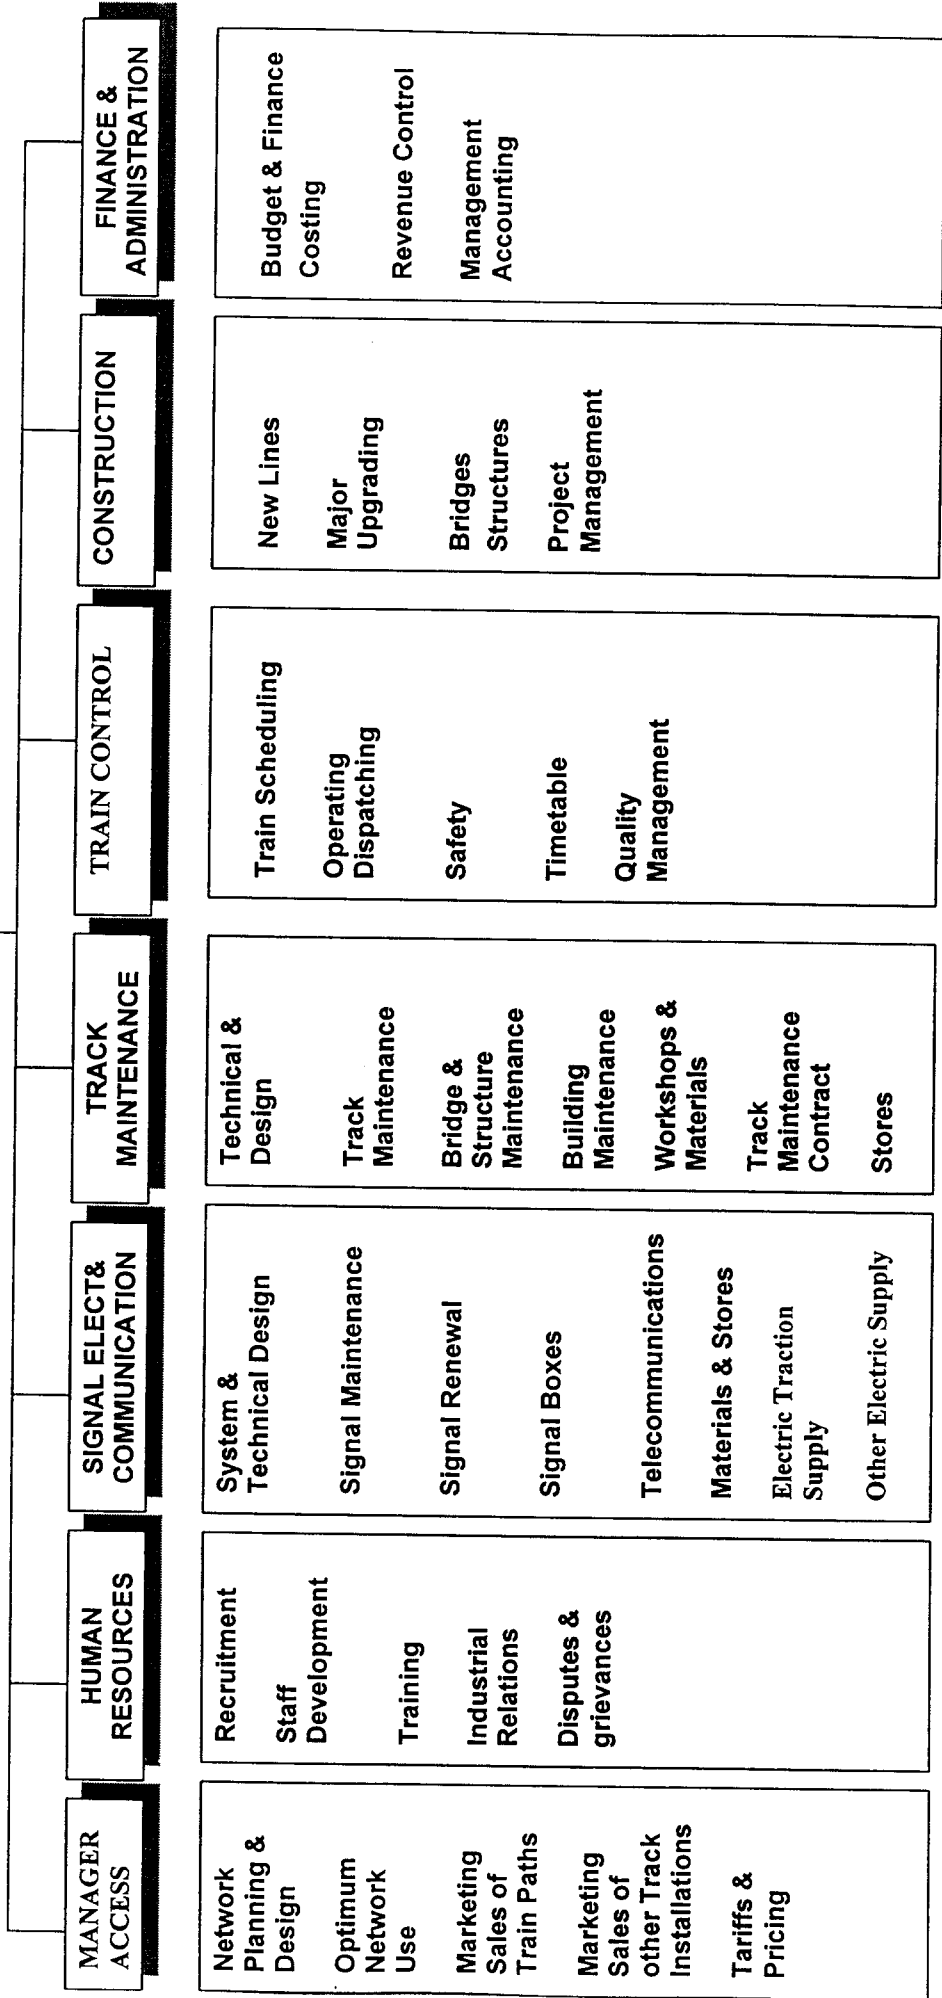 MANAGER
ACCESS
Network
Planning &
Design
Optimum
Network
Use
Marketing
Sales of
Train Paths
Marketing
Sales of
other Track
Installations
Tariffs &
Pricing
HUMAN
RESOURCES
Recruitment
Staff
Development
Training
Industrial
Relations
Disputes &
grievances
SIGNAL ELECT&
COMMUNICATION
System &
Technical Design
Signal Maintenance
Signal Renewal
Signal Boxes
Telecommunications
Materials & Stores
Electric Traction
Supply
Other Electric Supply
TRACK
MAINTENANCE
Technical &
Design
Track
Maintenance
Bridge &
Structure
Maintenance
Building
Maintenance
Workshops &
Materials
Track
Maintenance
Contract
Stores
TRAIN CONTROL
Train Scheduling
Operating
Dispatching
Safety
Timetable
Quality
Management
CONSTRUCTION
New Lines
Major
Upgrading
Bridges
Structures
Project
Management
FINANCE &
ADMINISTRATION
Budget & Finance
Costing
Revenue Control
Management
Accounting